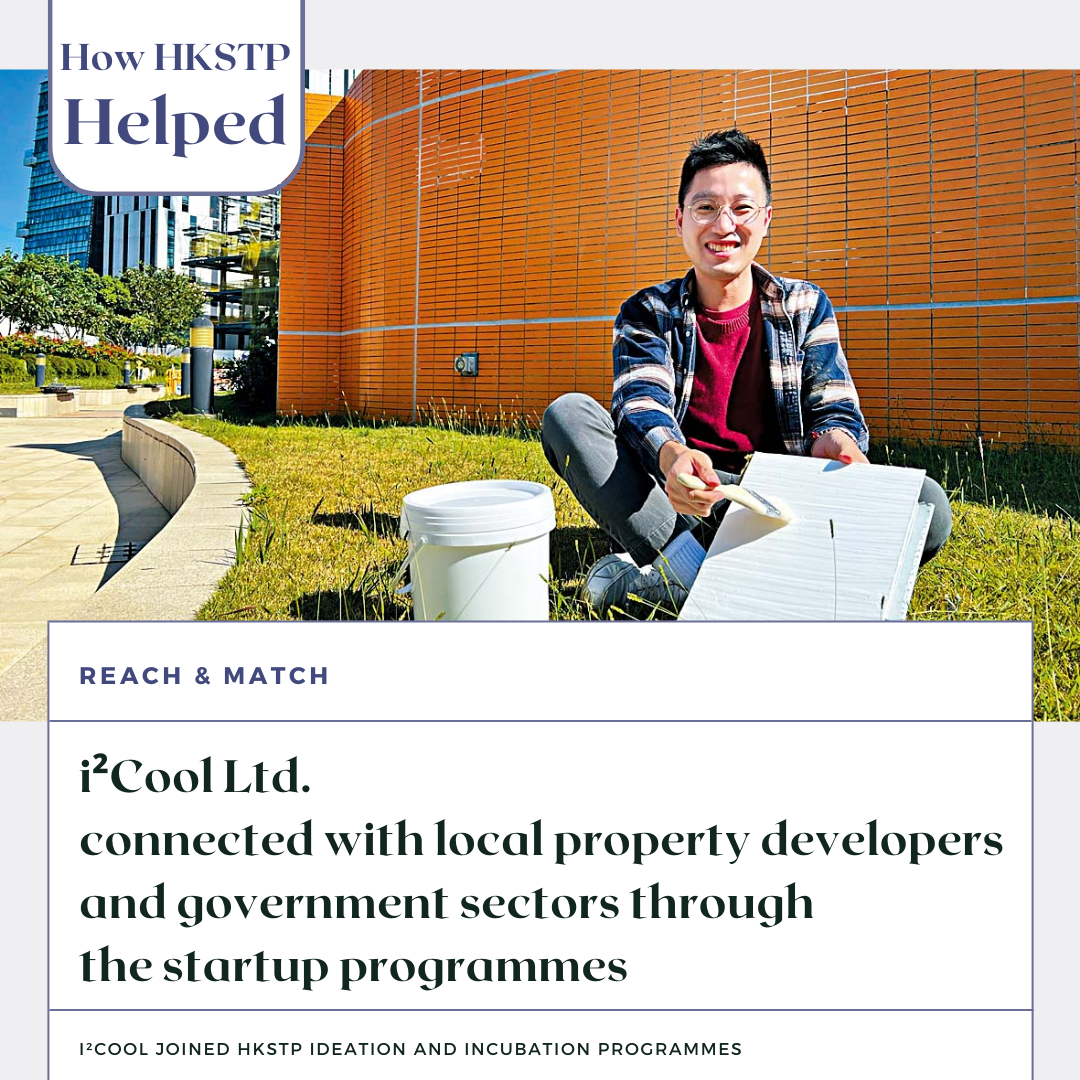 How HKSTP
Helped
REACH & MATCH
i²Cool Ltd.
connected with local property developers
and government sectors through
the startup programmes
I²COOL JOINED HKSTP IDEATION AND INCUBATION PROGRAMMES